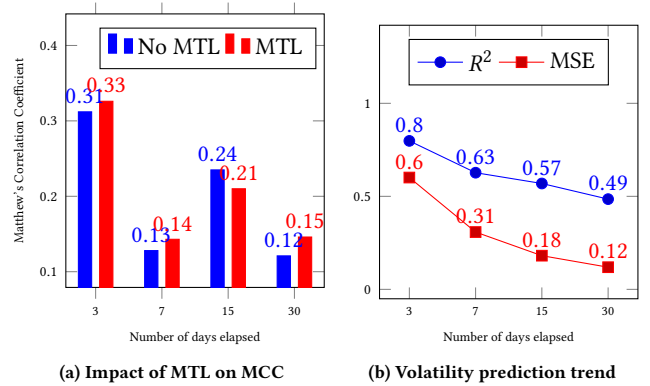 No MTL MTL
Matthew's Correlation Coefficient
0.4
0.3
0.2
0.1
0.31
0.33
0.13
0.14
0.24
0.21
0.12
0.15
3 7 15 30
Number of days elapsed
(a) Impact of MTL on MCC
R² MSE
1
0.5
0
0.8
0.63
0.57
0.49
0.6
0.31
0.18
0.12
3 7 15 30
Number of days elapsed
(b) Volatility prediction trend